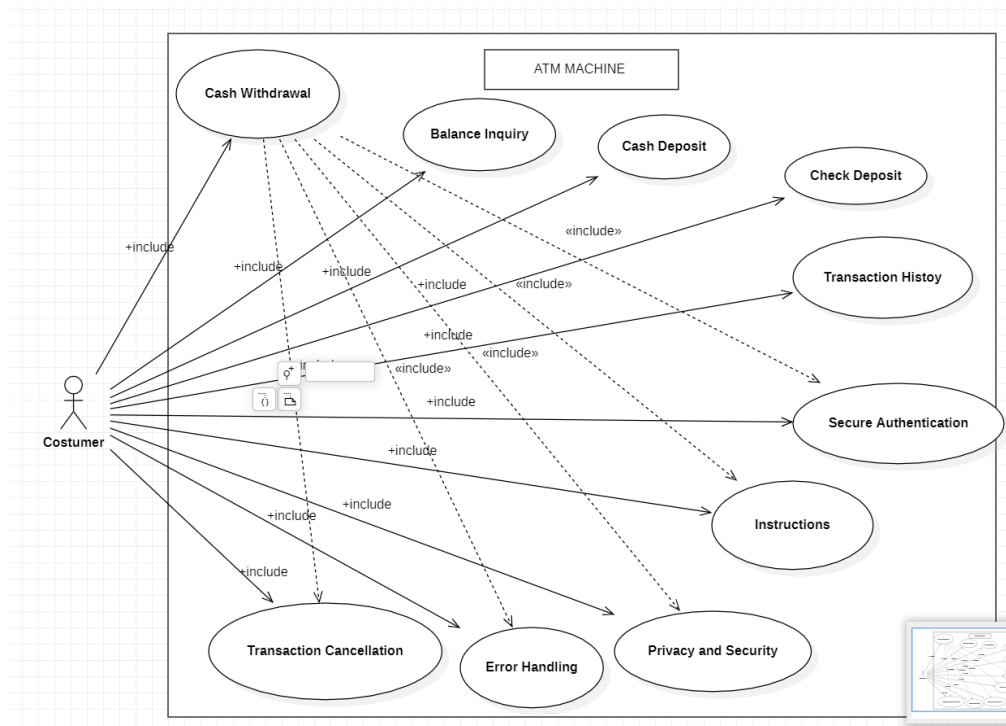 ATM MACHINE
Cash Withdrawal
Balance Inquiry
Cash Deposit
Check Deposit
«include»
+include
+include
+include
Transaction Histoy
+include
«include»
+include
«include»
«include»
+include
Secure Authentication
Costumer
+include
+include
+include
Instructions
+include
Transaction Cancellation
Privacy and Security
Error Handling